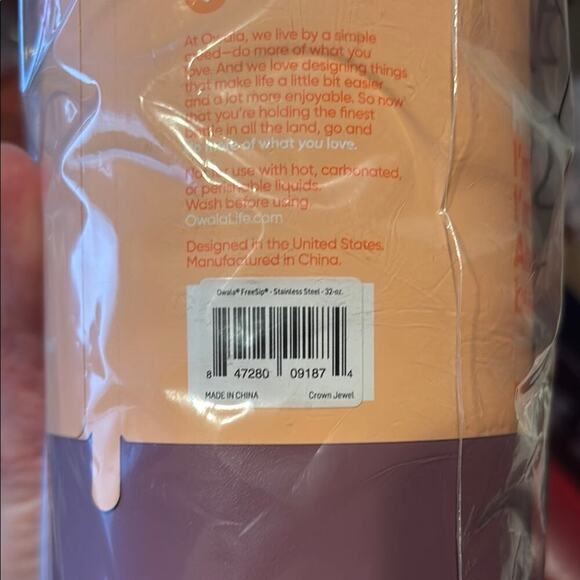 At Owala, we live by a simple
creed—do more of what you
love. And we love designing things
that make life a little bit easier
and a lot more enjoyable. So now
that you're holding the finest
bottle in all the land, go and
do more of what you love.
Not for use with hot, carbonated,
or perishable liquids.
Wash before using
OwalaLife.com
Designed in the United States.
Manufactured in China.
Owala® FreeSip® - Stainless Steel - 32-oz.
8 47280 09187 4
MADE IN CHINA Crown Jewel